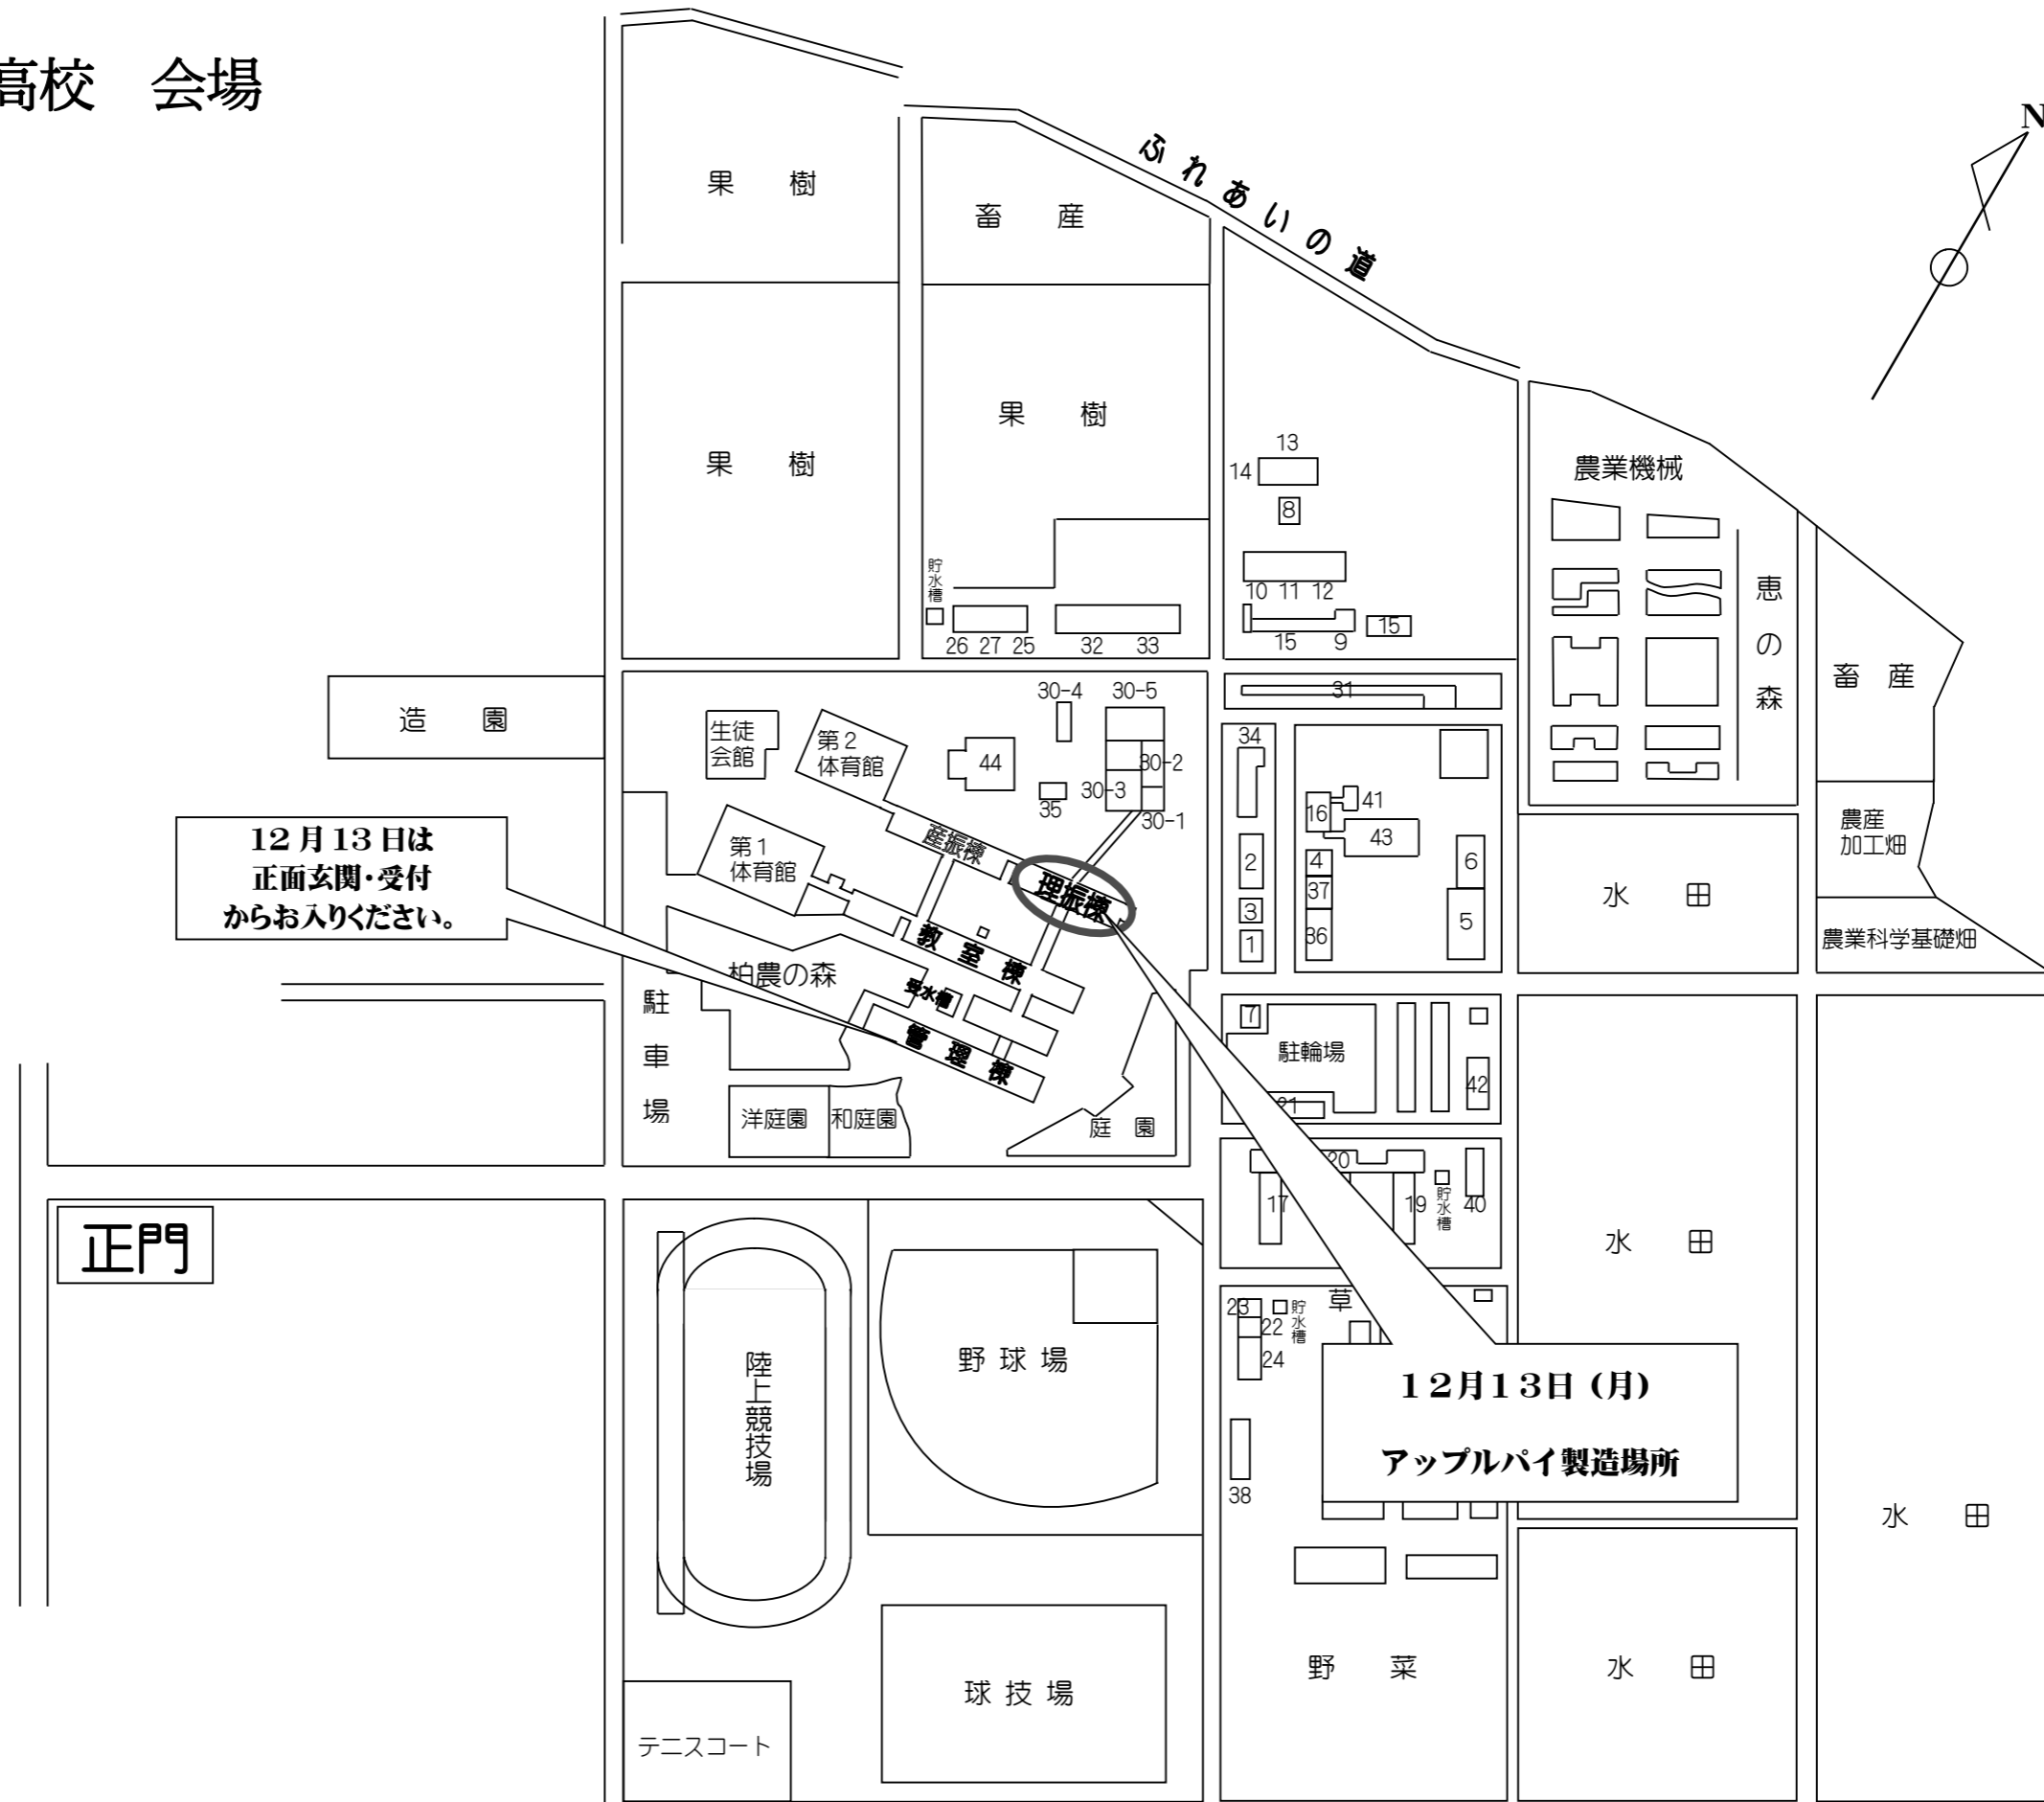 高校 会場
N
ふれあいの道
果 樹
畜 産
果 樹
果 樹
13
14
8
10 11 12
15 9
15
農業機械
恵の森
畜 産
貯水槽
26 27 25
32 33
造 園
生徒
会館
第２
体育館
44
30-4
30-5
30-2
30-3
30-1
35
31
34
2
3
1
16
41
43
4
37
36
6
5
水 田
農産
加工畑
農業科学基礎畑
第１
体育館
産振棟
理振棟
教室棟
受水槽
管理棟
柏農の森
12月13日は
正面玄関・受付
からお入りください。
駐車場
洋庭園
和庭園
庭 園
7
駐輪場
21
42
20
17
19
貯水槽
40
水 田
正門
陸上競技場
野球場
23
22
24
貯水槽
草
38
１２月１３日（月）
アップルパイ製造場所
水 田
野 菜
水 田
球技場
テニスコート